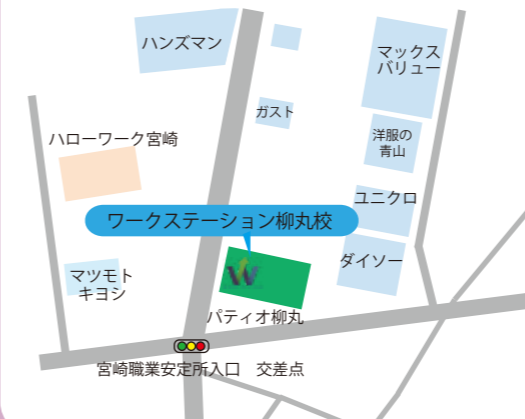 ハンズマン
マックス
バリュー
ガスト
洋服の
青山
ハローワーク宮崎
ユニクロ
ワークステーション柳丸校
ダイソー
マツモト
キヨシ
W
パティオ柳丸
宮崎職業安定所入口　交差点